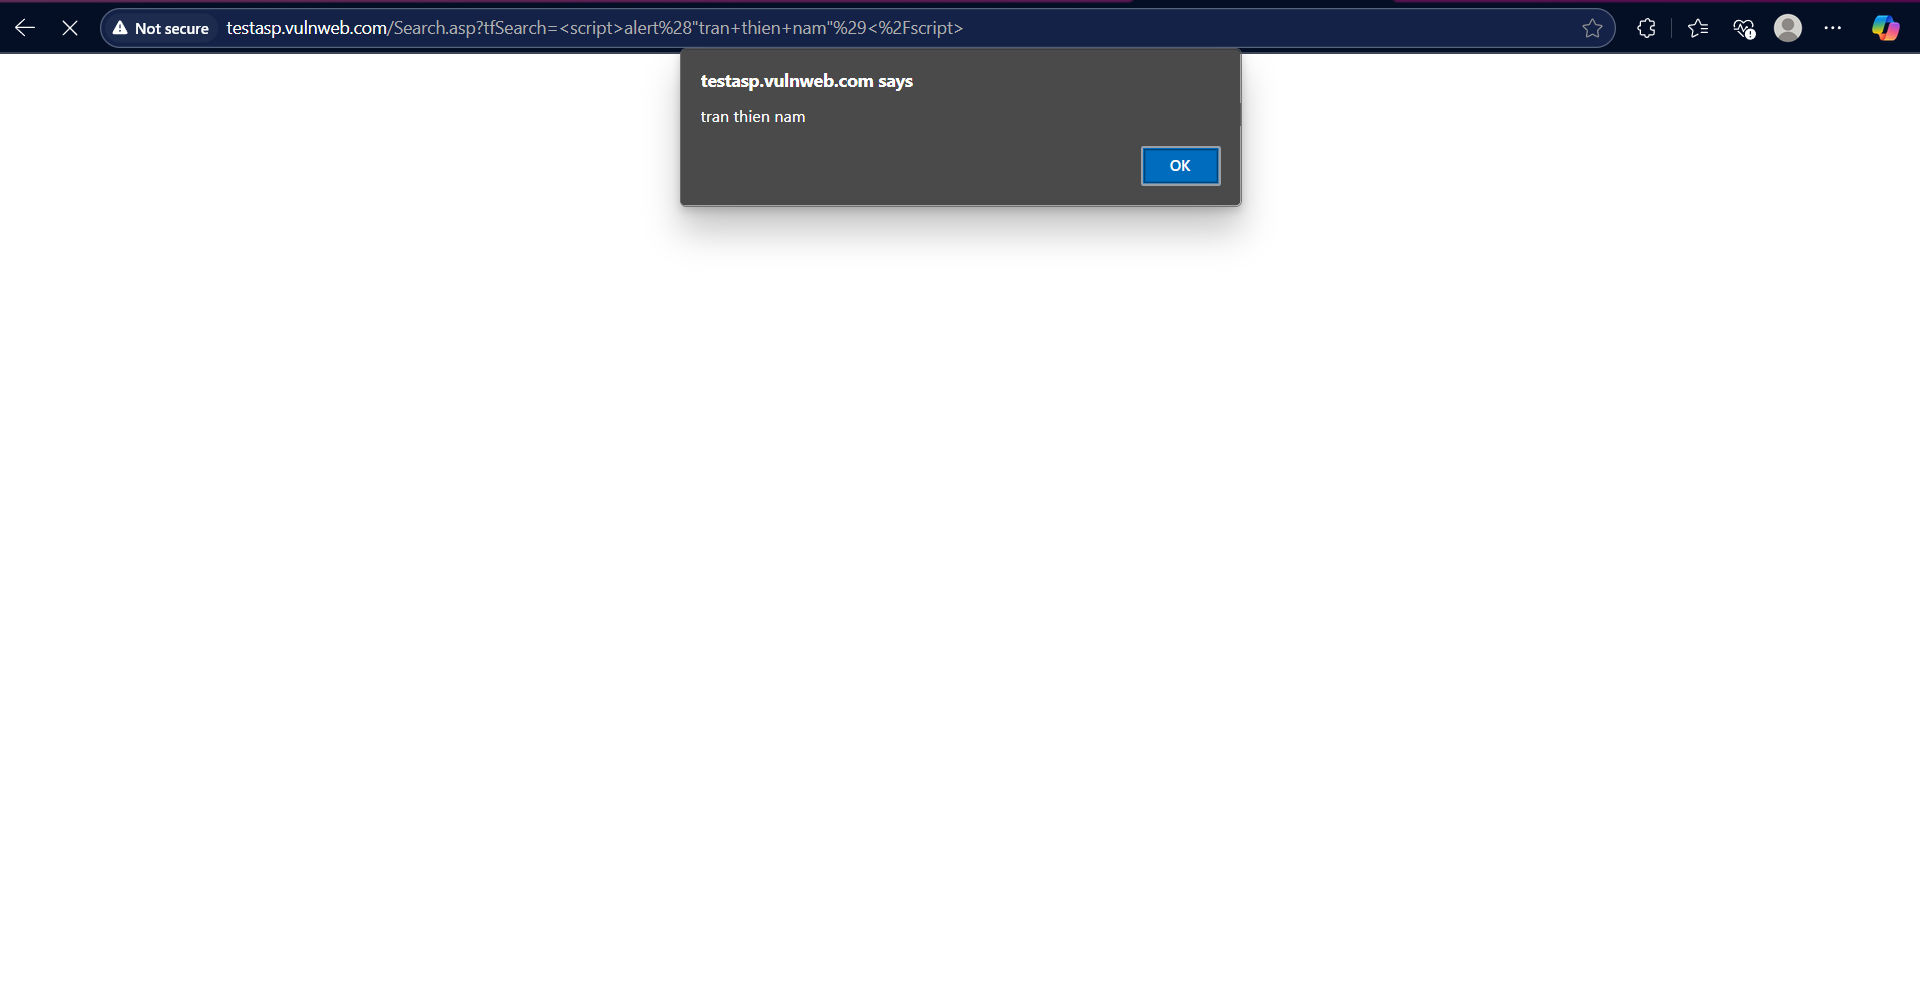 Not secure testasp.vulnweb.com/Search.asp?tfSearch=<script>alert%28"tran+thien+nam"%29<%2Fscript>
testasp.vulnweb.com says
tran thien nam
OK